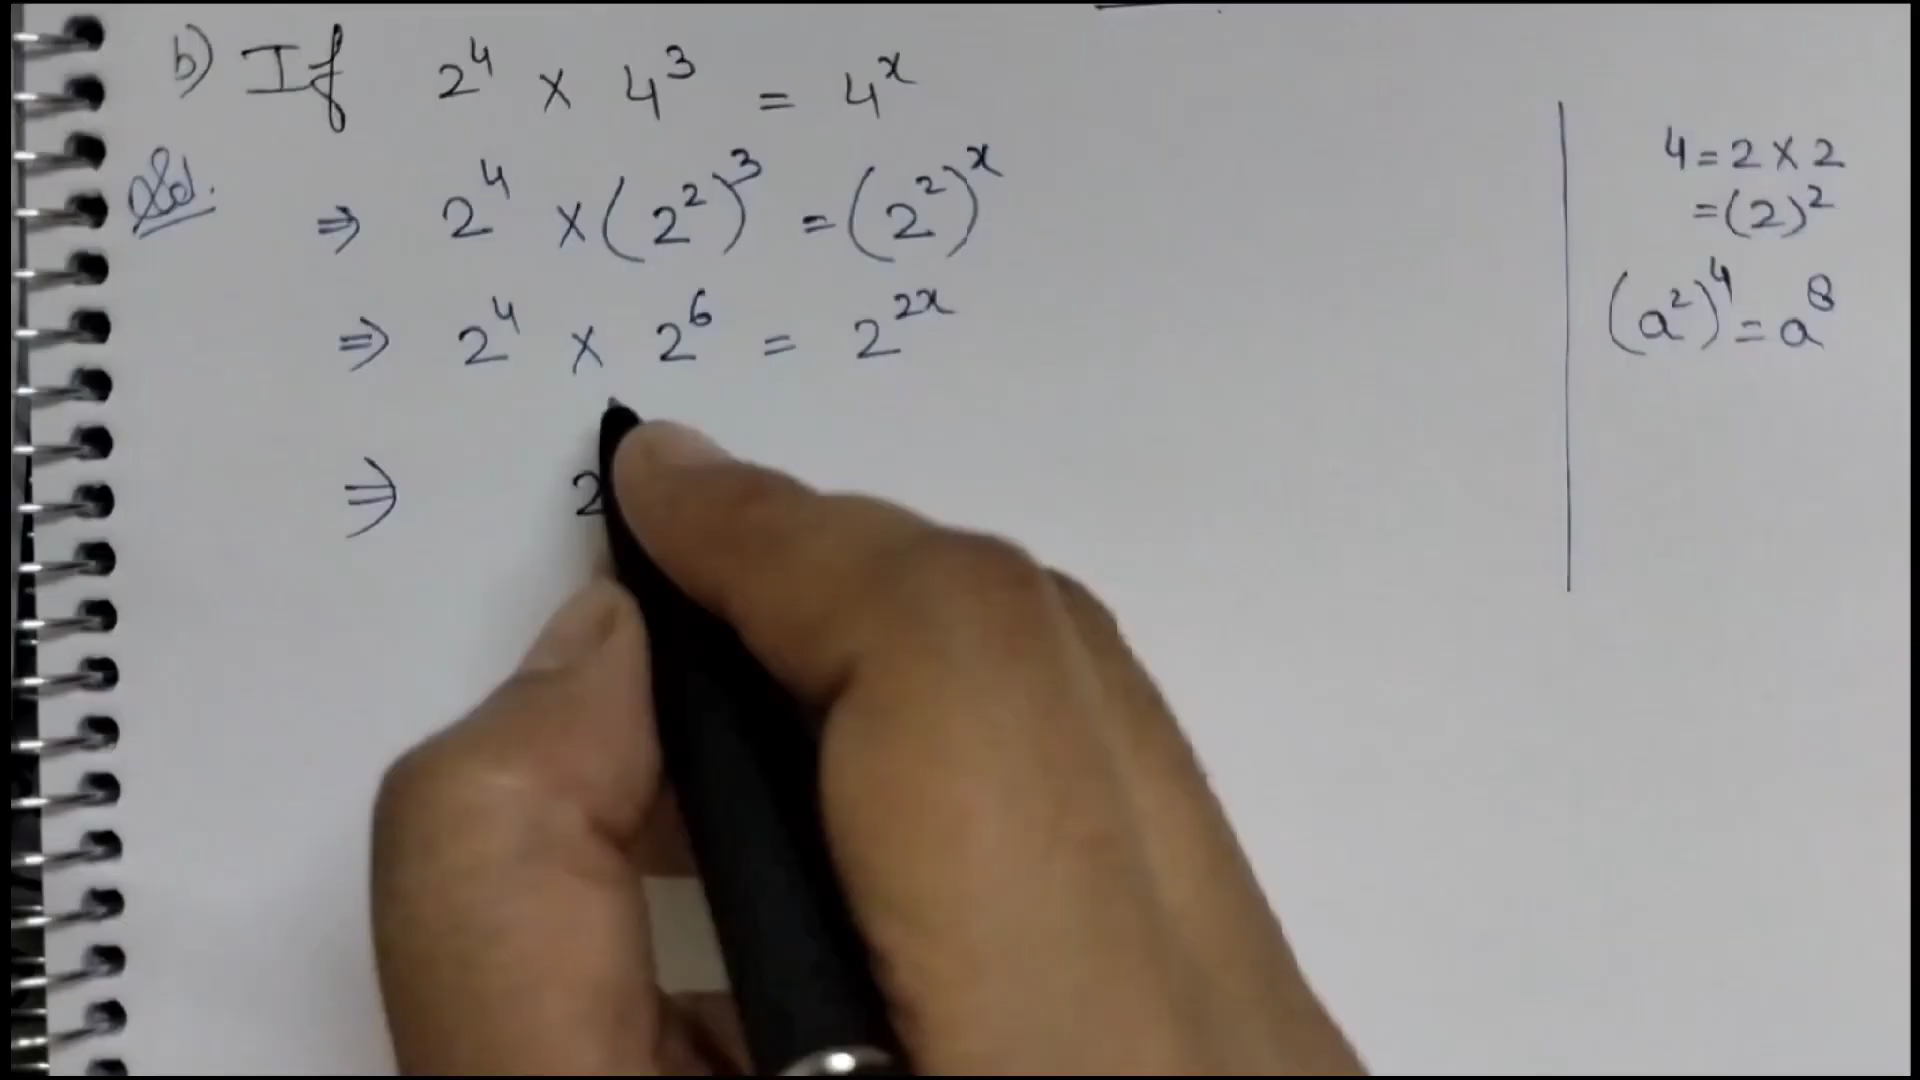 b) If 2⁴ × 4³ = 4ˣ
Sol.
⇒ 2⁴ × (2²)³ = (2²)ˣ
⇒ 2⁴ × 2⁶ = 2²ˣ
⇒ 2
4 = 2 × 2
= (2)²
(a²)⁴ = a⁸